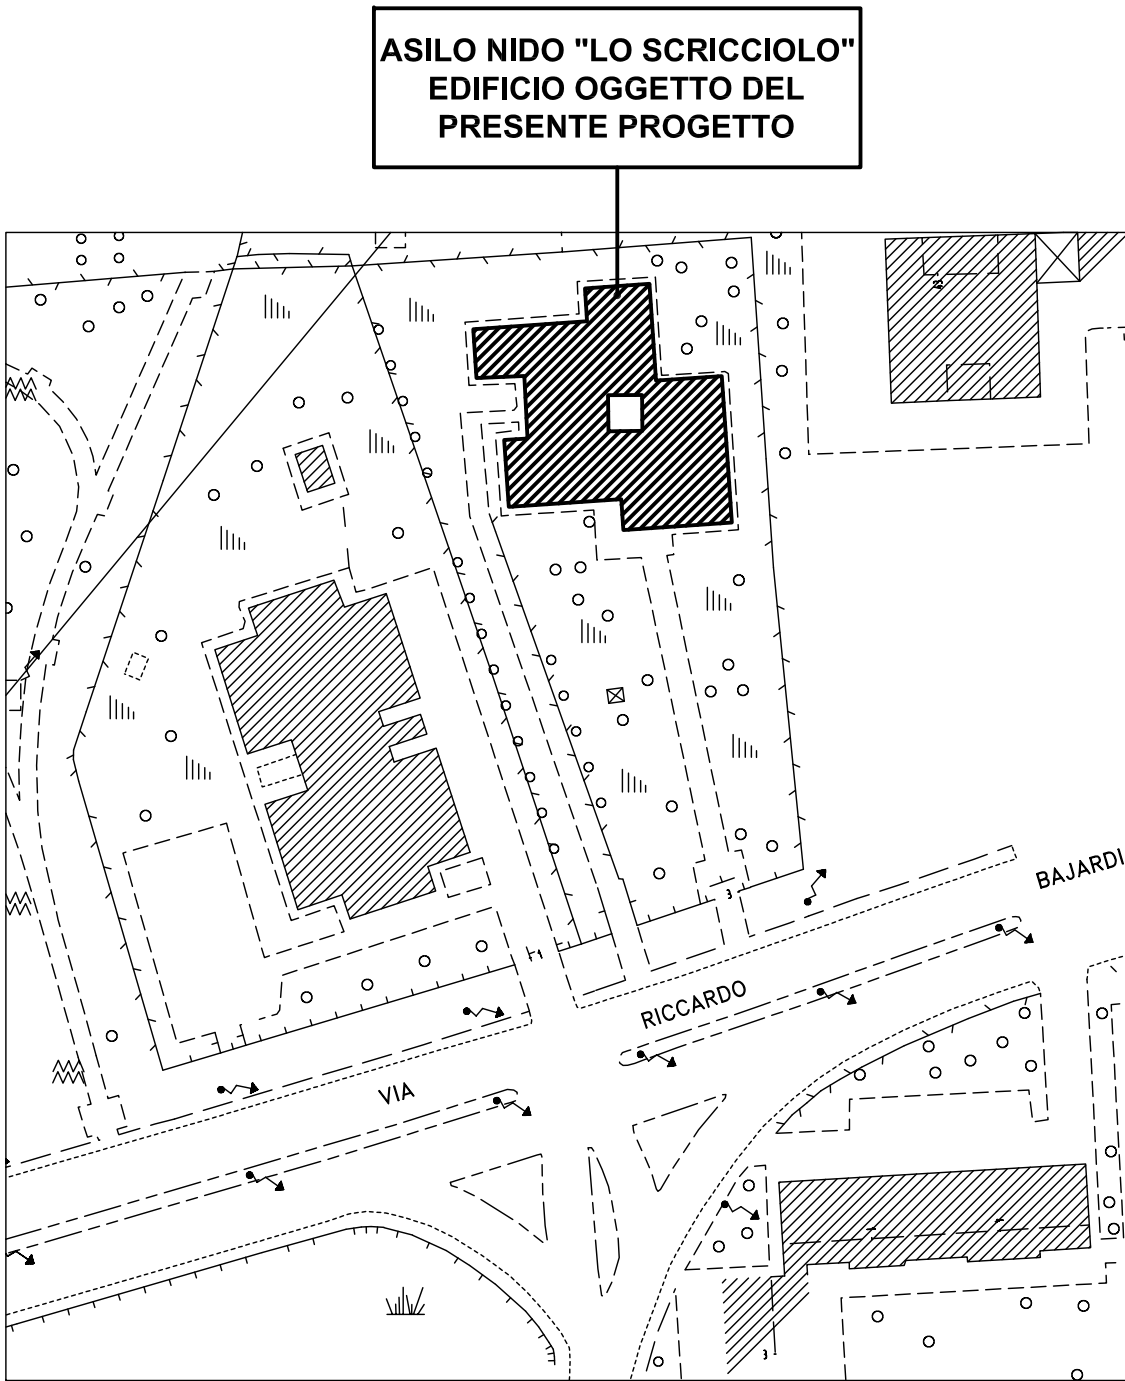 ASILO NIDO "LO SCRICCIOLO"
EDIFICIO OGGETTO DEL
PRESENTE PROGETTO
BAJARDI
RICCARDO
VIA